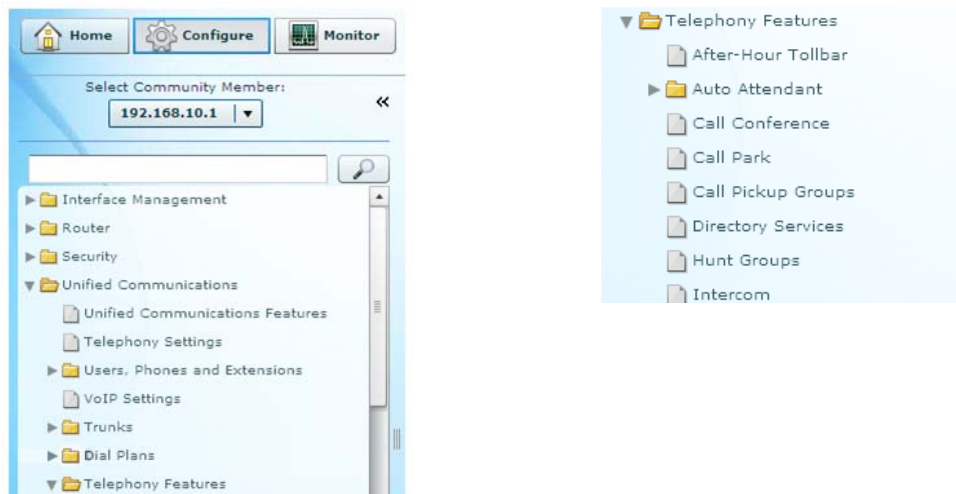 Home Configure Monitor
Select Community Member:
192.168.10.1
«
Interface Management
Router
Security
Unified Communications
Unified Communications Features
Telephony Settings
Users, Phones and Extensions
VoIP Settings
Trunks
Dial Plans
Telephony Features
Telephony Features
After-Hour Tollbar
Auto Attendant
Call Conference
Call Park
Call Pickup Groups
Directory Services
Hunt Groups
Intercom